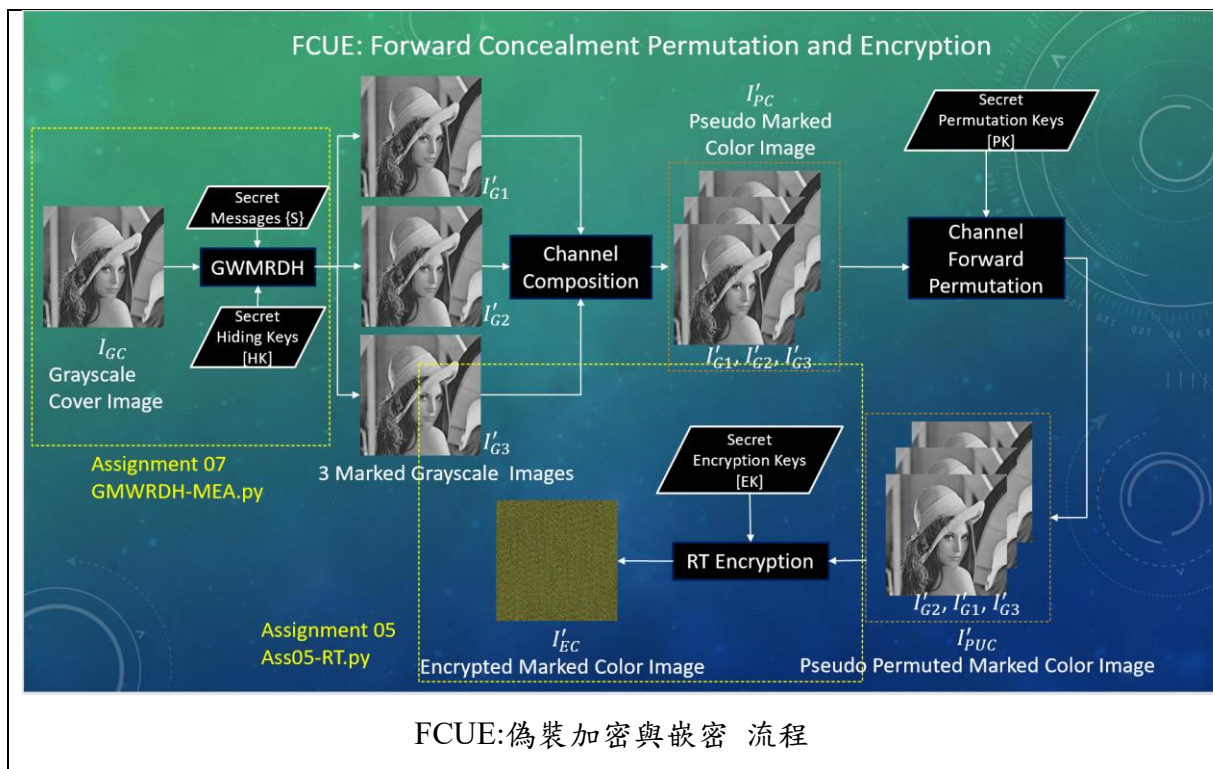 FCUE: Forward Concealment Permutation and Encryption
I'PC
Pseudo Marked
Color Image
Secret
Permutation Keys
[PK]
I'G1
Secret
Messages {S}
GWMRDH
Secret
Hiding Keys
[HK]
IGC
Grayscale
Cover Image
I'G2
Channel
Composition
Channel
Forward
Permutation
I'G1, I'G2, I'G3
I'G3
3 Marked Grayscale Images
Assignment 07
GMWRDH-MEA.py
Secret
Encryption Keys
[EK]
RT Encryption
I'G2, I'G1, I'G3
I'PUC
Pseudo Permuted Marked Color Image
I'EC
Encrypted Marked Color Image
Assignment 05
Ass05-RT.py
FCUE:偽裝加密與嵌密 流程